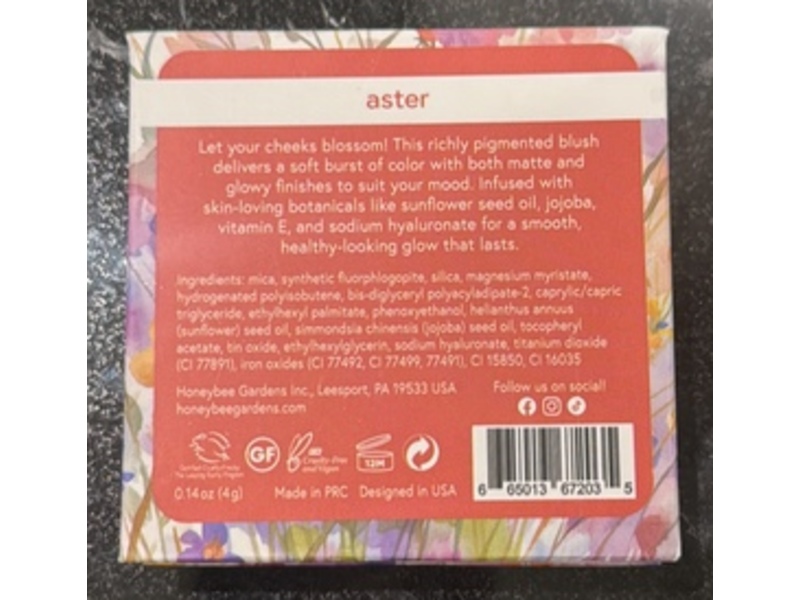 aster
Let your cheeks blossom! This richly pigmented blush
delivers a soft burst of color with both matte and
glowy finishes to suit your mood. Infused with
skin-loving botanicals like sunflower seed oil, jojoba,
vitamin E, and sodium hyaluronate for a smooth,
healthy-looking glow that lasts.
Ingredients: mica, synthetic fluorphlogopite, silica, magnesium myristate,
hydrogenated polyisobutene, bis-diglyceryl polyacyladipate-2, caprylic/capric
triglyceride, ethylhexyl palmitate, phenoxyethanol, helianthus annuus
(sunflower) seed oil, simmondsia chinensis (jojoba) seed oil, tocopheryl
acetate, tin oxide, ethylhexylglycerin, sodium hyaluronate, titanium dioxide
(CI 77891), iron oxides (CI 77492, CI 77499, 77491), CI 15850, CI 16035
Honeybee Gardens Inc., Leesport, PA 19533 USA
honeybeegardens.com
Follow us on social!
GF
Cruelty-Free
and Vegan
12M
0.14oz (4g) Made in PRC Designed in USA
6 65013 67203 5